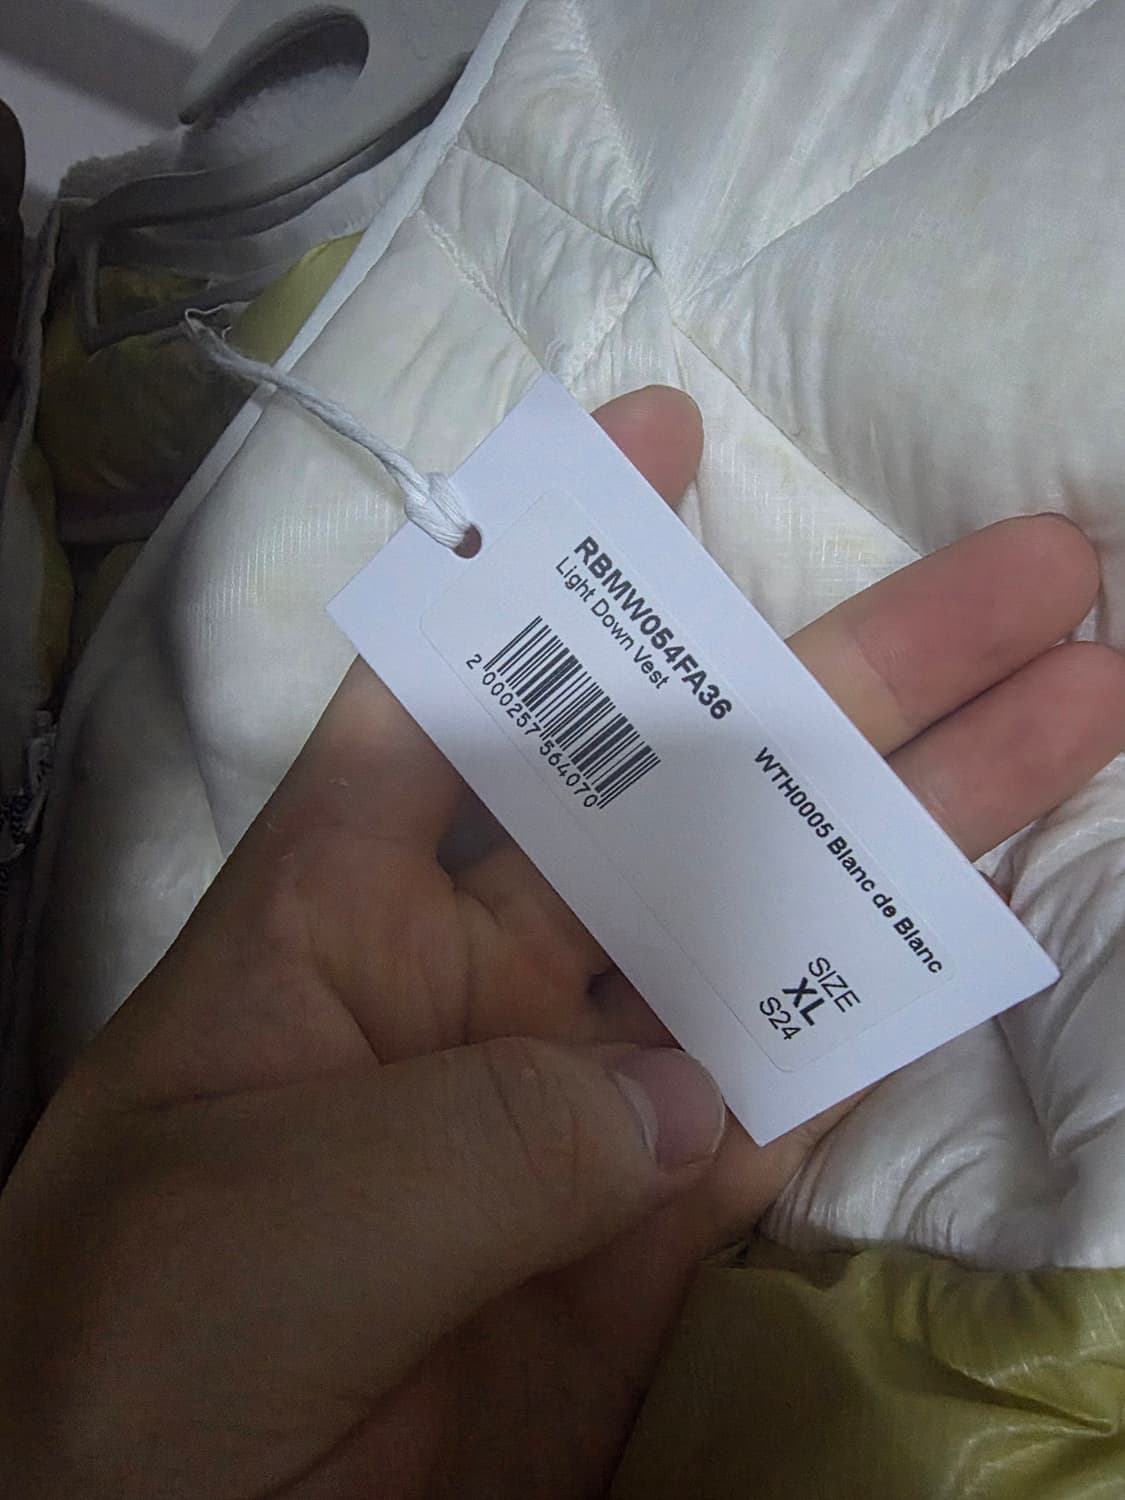 RBMW054FA36
Light Down Vest
2 000257 564070
WTH0005 Blanc de Blanc
SIZE
XL
S24